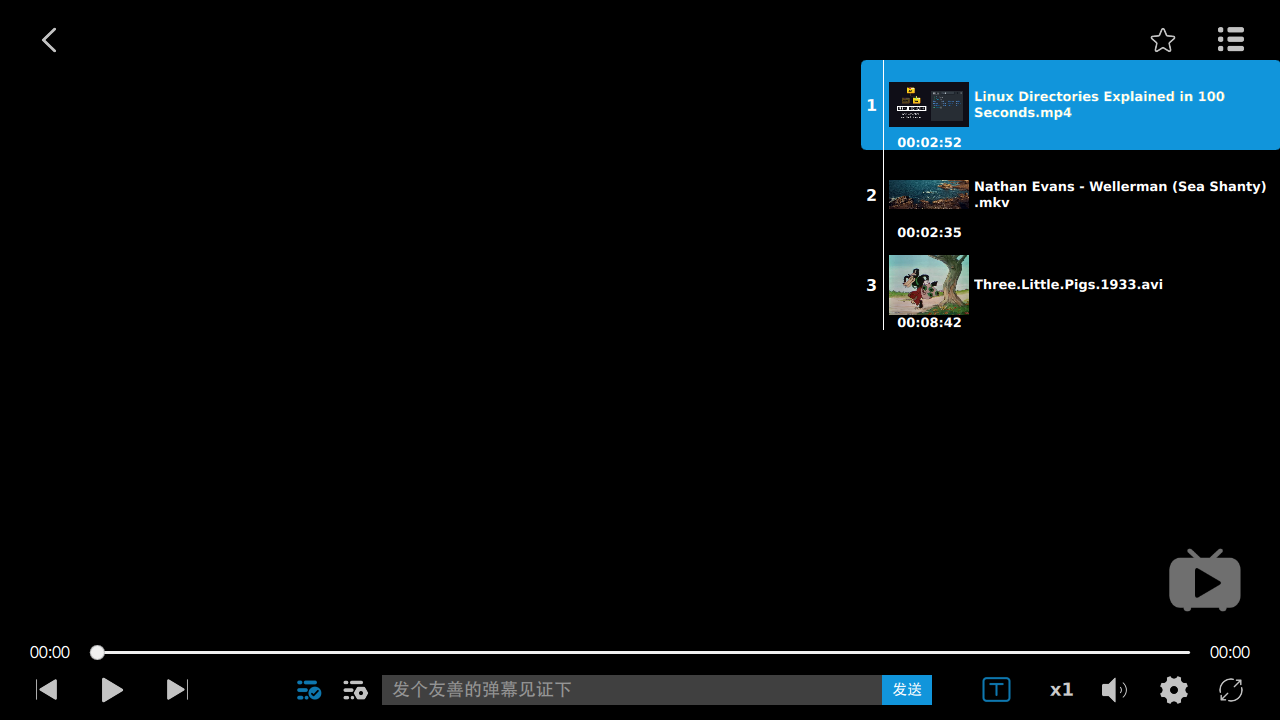 1
Linux Directories Explained in 100
Seconds.mp4
00:02:52
2
Nathan Evans - Wellerman (Sea Shanty)
.mkv
00:02:35
3
Three.Little.Pigs.1933.avi
00:08:42
00:00
00:00
发个友善的弹幕见证下
发送
T
x1